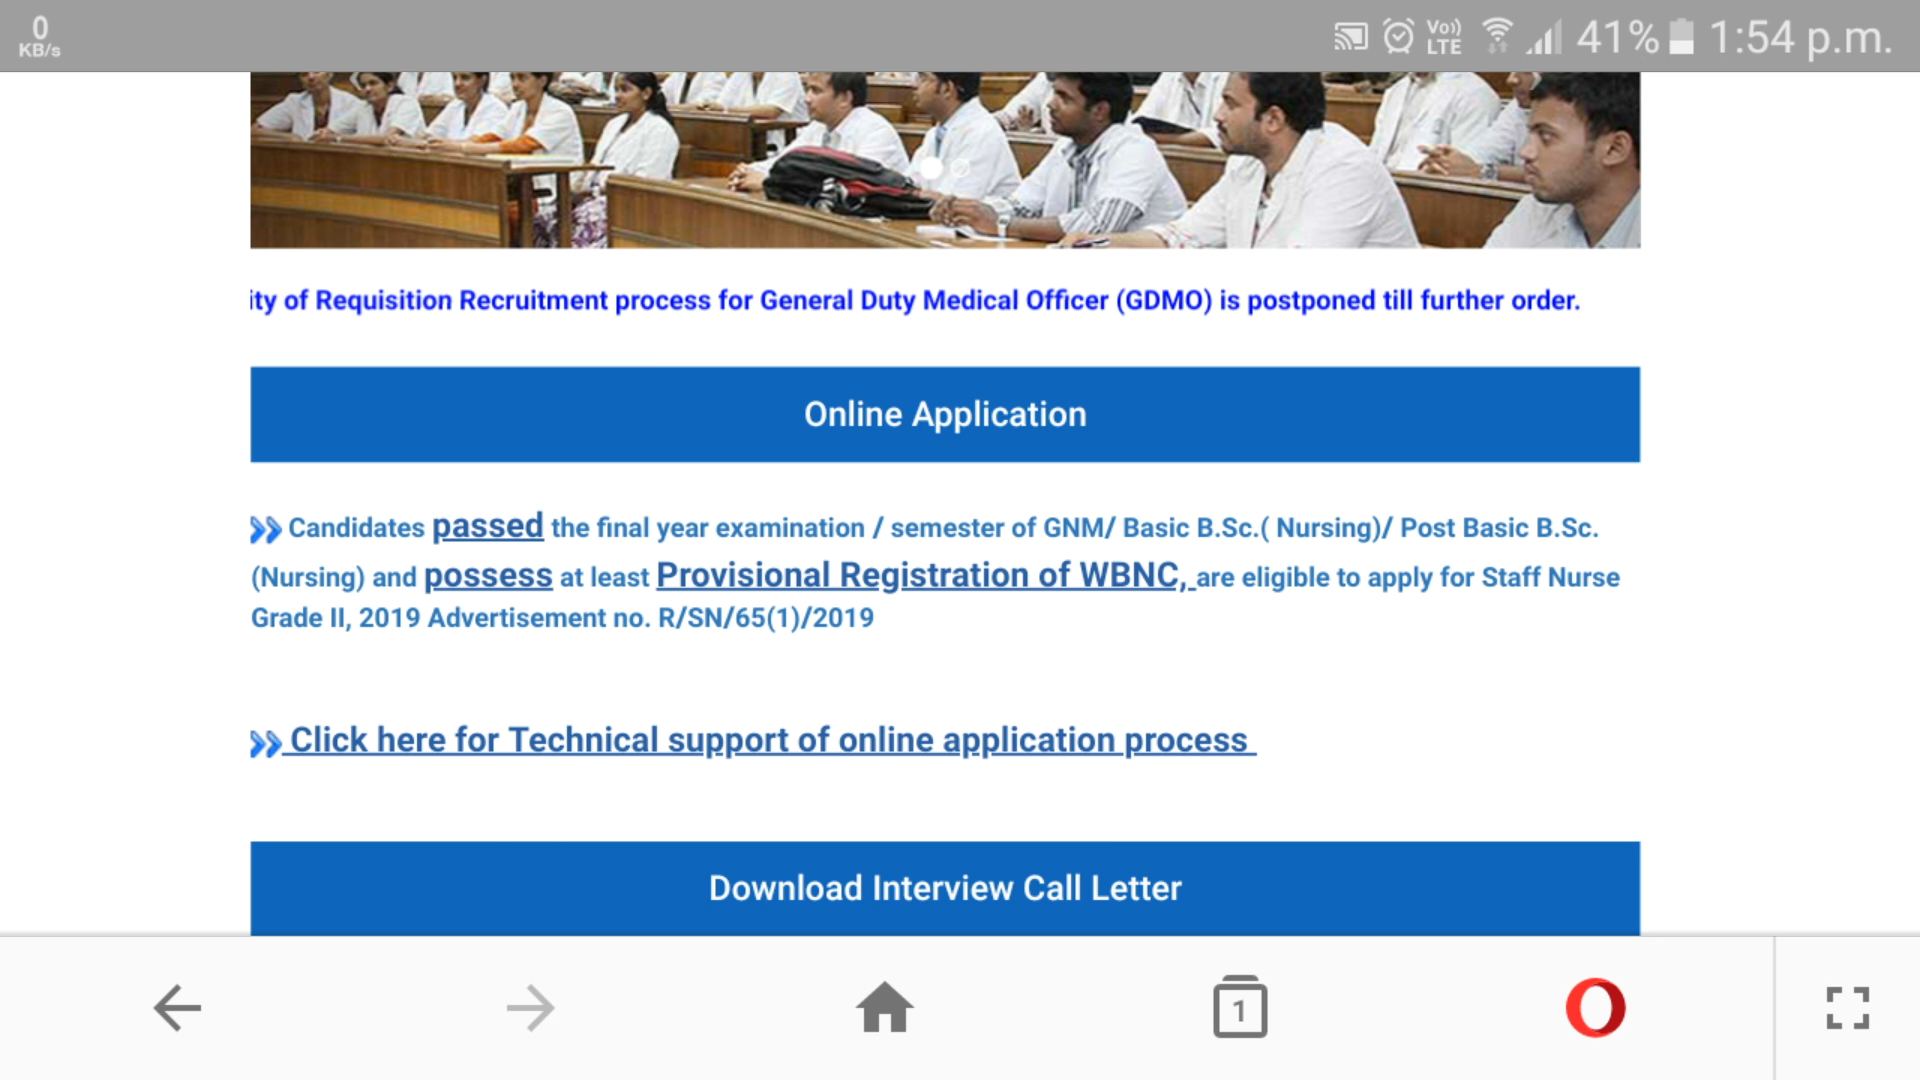 0
KB/s
Vo))
LTE
41%
1:54 p.m.
ity of Requisition Recruitment process for General Duty Medical Officer (GDMO) is postponed till further order.
Online Application
Candidates passed the final year examination / semester of GNM/ Basic B.Sc.( Nursing)/ Post Basic B.Sc.
(Nursing) and possess at least Provisional Registration of WBNC, are eligible to apply for Staff Nurse
Grade II, 2019 Advertisement no. R/SN/65(1)/2019
Click here for Technical support of online application process
Download Interview Call Letter
1